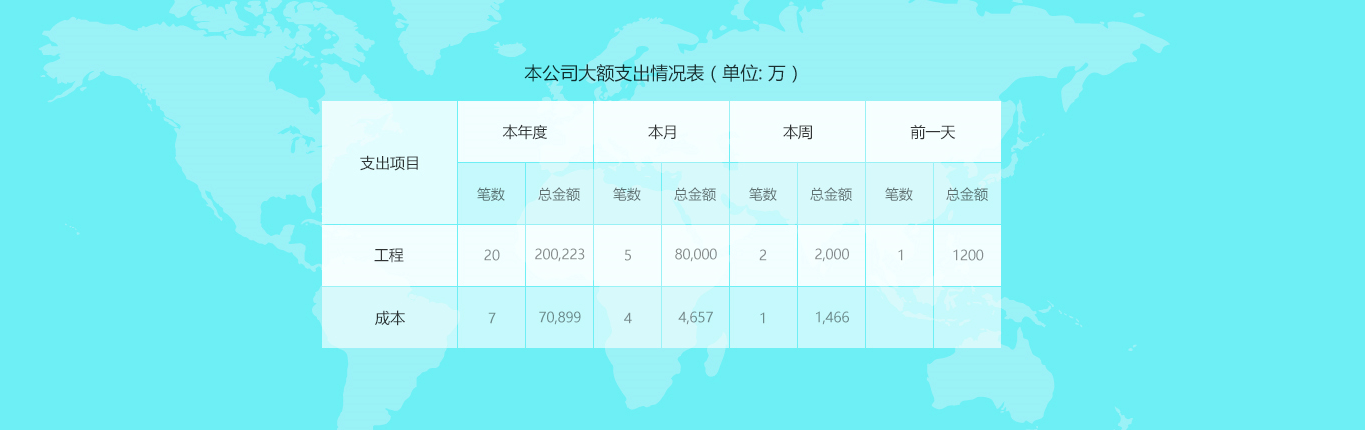 本公司大额支出情况表（单位: 万）
支出项目 本年度 本月 本周 前一天
笔数 总金额 笔数 总金额 笔数 总金额 笔数 总金额
工程 20 200,223 5 80,000 2 2,000 1 1200
成本 7 70,899 4 4,657 1 1,466